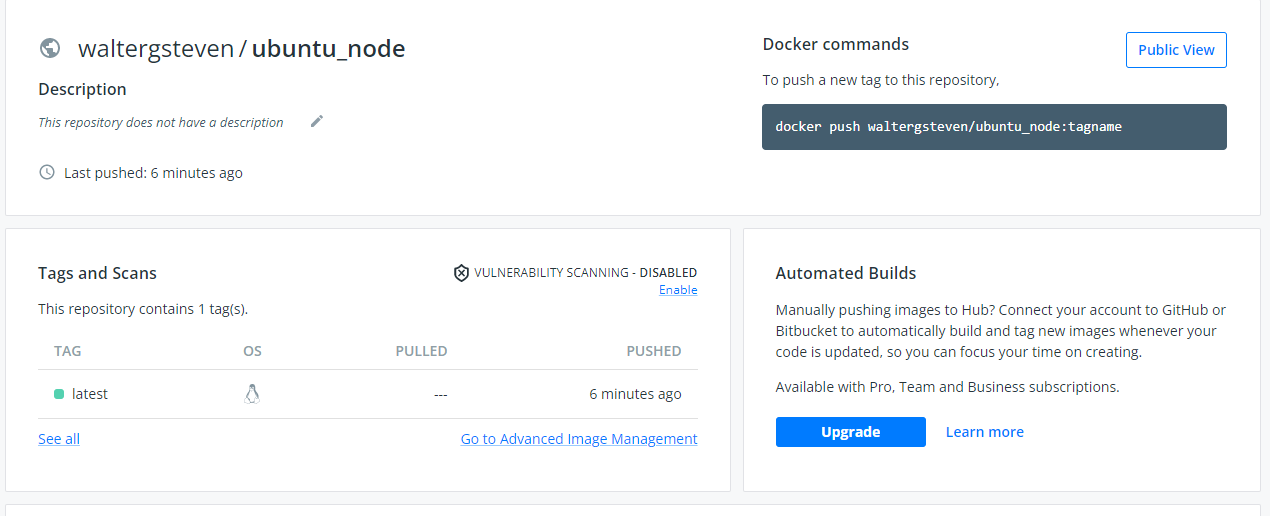 waltergsteven / ubuntu_node
Description
This repository does not have a description
Last pushed: 6 minutes ago
Docker commands
Public View
To push a new tag to this repository,
docker push waltergsteven/ubuntu_node:tagname
Tags and Scans
VULNERABILITY SCANNING - DISABLED
Enable
This repository contains 1 tag(s).
TAG OS PULLED PUSHED
latest --- 6 minutes ago
See all Go to Advanced Image Management
Automated Builds
Manually pushing images to Hub? Connect your account to GitHub or
Bitbucket to automatically build and tag new images whenever your
code is updated, so you can focus your time on creating.
Available with Pro, Team and Business subscriptions.
Upgrade Learn more